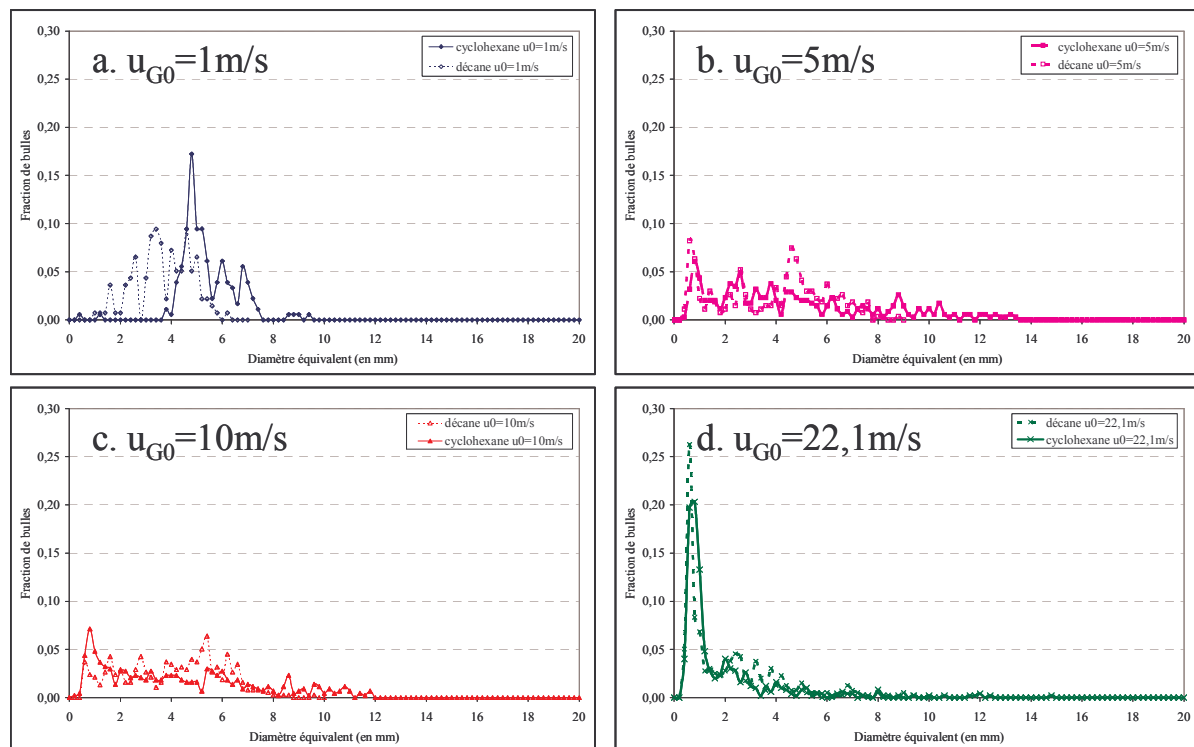 a. uG0=1m/s
cyclohexane u0=1m/s
décane u0=1m/s
Fraction de bulles
0,30
0,25
0,20
0,15
0,10
0,05
0,00
0 2 4 6 8 10 12 14 16 18 20
Diamètre équivalent (en mm)
b. uG0=5m/s
cyclohexane u0=5m/s
décane u0=5m/s
Fraction de bulles
0,30
0,25
0,20
0,15
0,10
0,05
0,00
0 2 4 6 8 10 12 14 16 18 20
Diamètre équivalent (en mm)
c. uG0=10m/s
décane u0=10m/s
cyclohexane u0=10m/s
Fraction de bulles
0,30
0,25
0,20
0,15
0,10
0,05
0,00
0 2 4 6 8 10 12 14 16 18 20
Diamètre équivalent (en mm)
d. uG0=22,1m/s
décane u0=22,1m/s
cyclohexane u0=22,1m/s
Fraction de bulles
0,30
0,25
0,20
0,15
0,10
0,05
0,00
0 2 4 6 8 10 12 14 16 18 20
Diamètre équivalent (en mm)